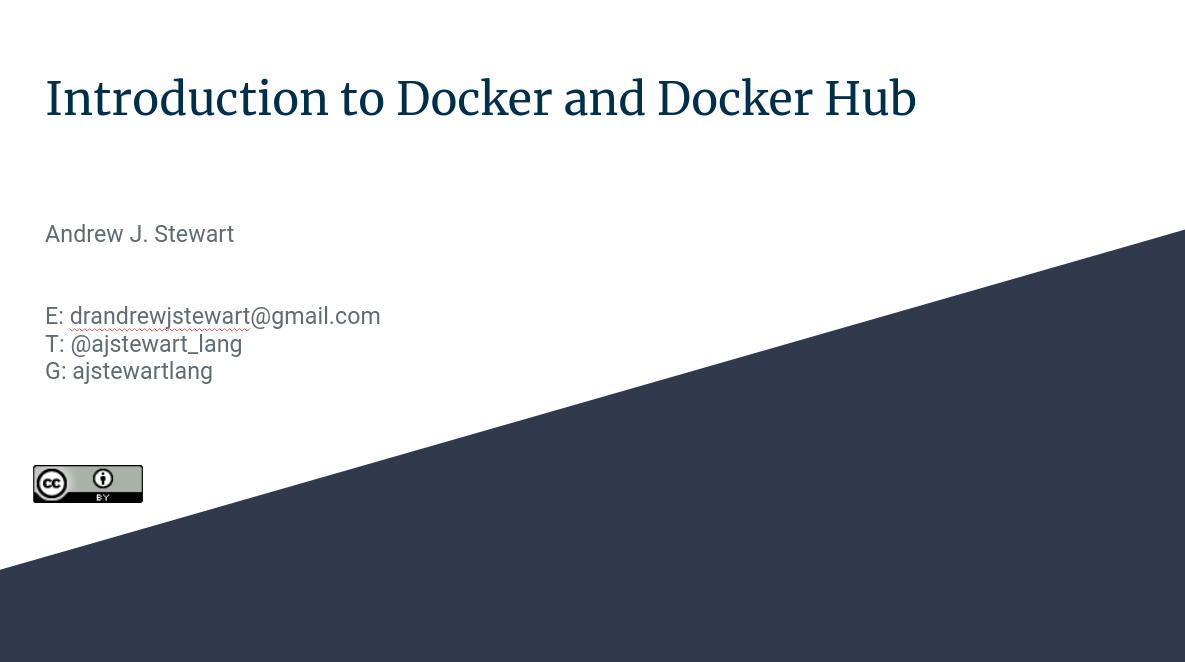 Introduction to Docker and Docker Hub
Andrew J. Stewart
E: drandrewjstewart@gmail.com
T: @ajstewart_lang
G: ajstewartlang
cc
BY